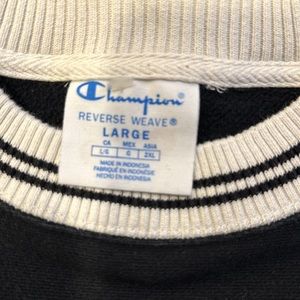 Champion
REVERSE WEAVE®
LARGE
CA MEX ASIA
L/G G 2XL
MADE IN INDONESIA
FABRIQUÉ EN INDONÉSIE
HECHO EN INDONESIA